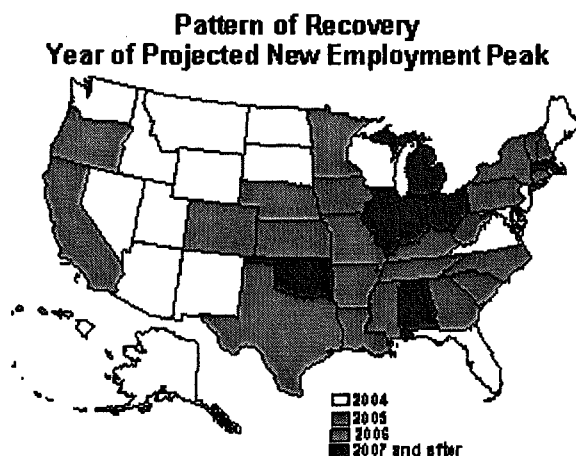 Pattern of Recovery
Year of Projected New Employment Peak
2004
2005
2006
2007 and after